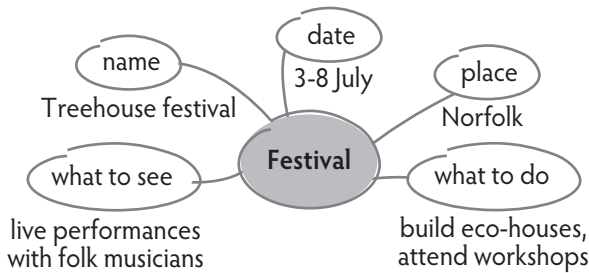 date
3-8 July
name
Treehouse festival
place
Norfolk
Festival
what to see
live performances
with folk musicians
what to do
build eco-houses,
attend workshops